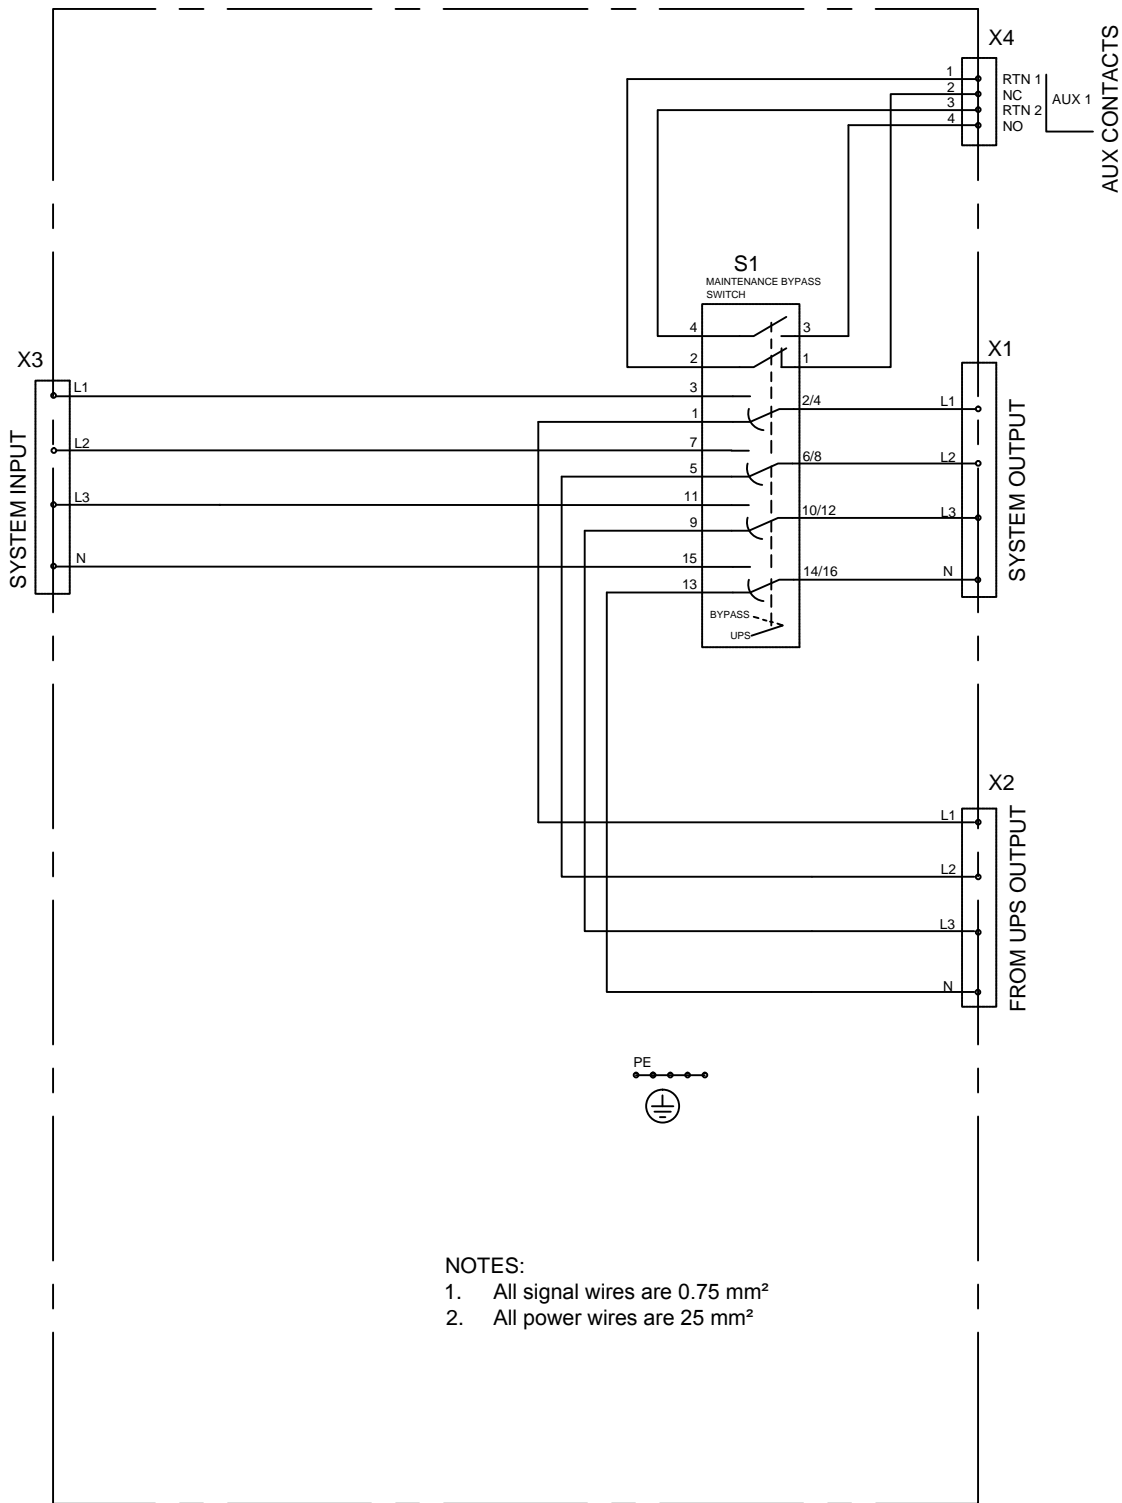 X4
AUX CONTACTS
1
RTN 1
2
NC
AUX 1
3
RTN 2
4
NO
S1
MAINTENANCE BYPASS
SWITCH
4
3
2
1
X3
X1
SYSTEM INPUT
SYSTEM OUTPUT
L1
3
2/4
L1
1
L2
7
6/8
L2
5
L3
11
10/12
L3
9
N
15
14/16
N
13
BYPASS
UPS
X2
FROM UPS OUTPUT
L1
L2
L3
N
PE
NOTES:
1. All signal wires are 0.75 mm²
2. All power wires are 25 mm²